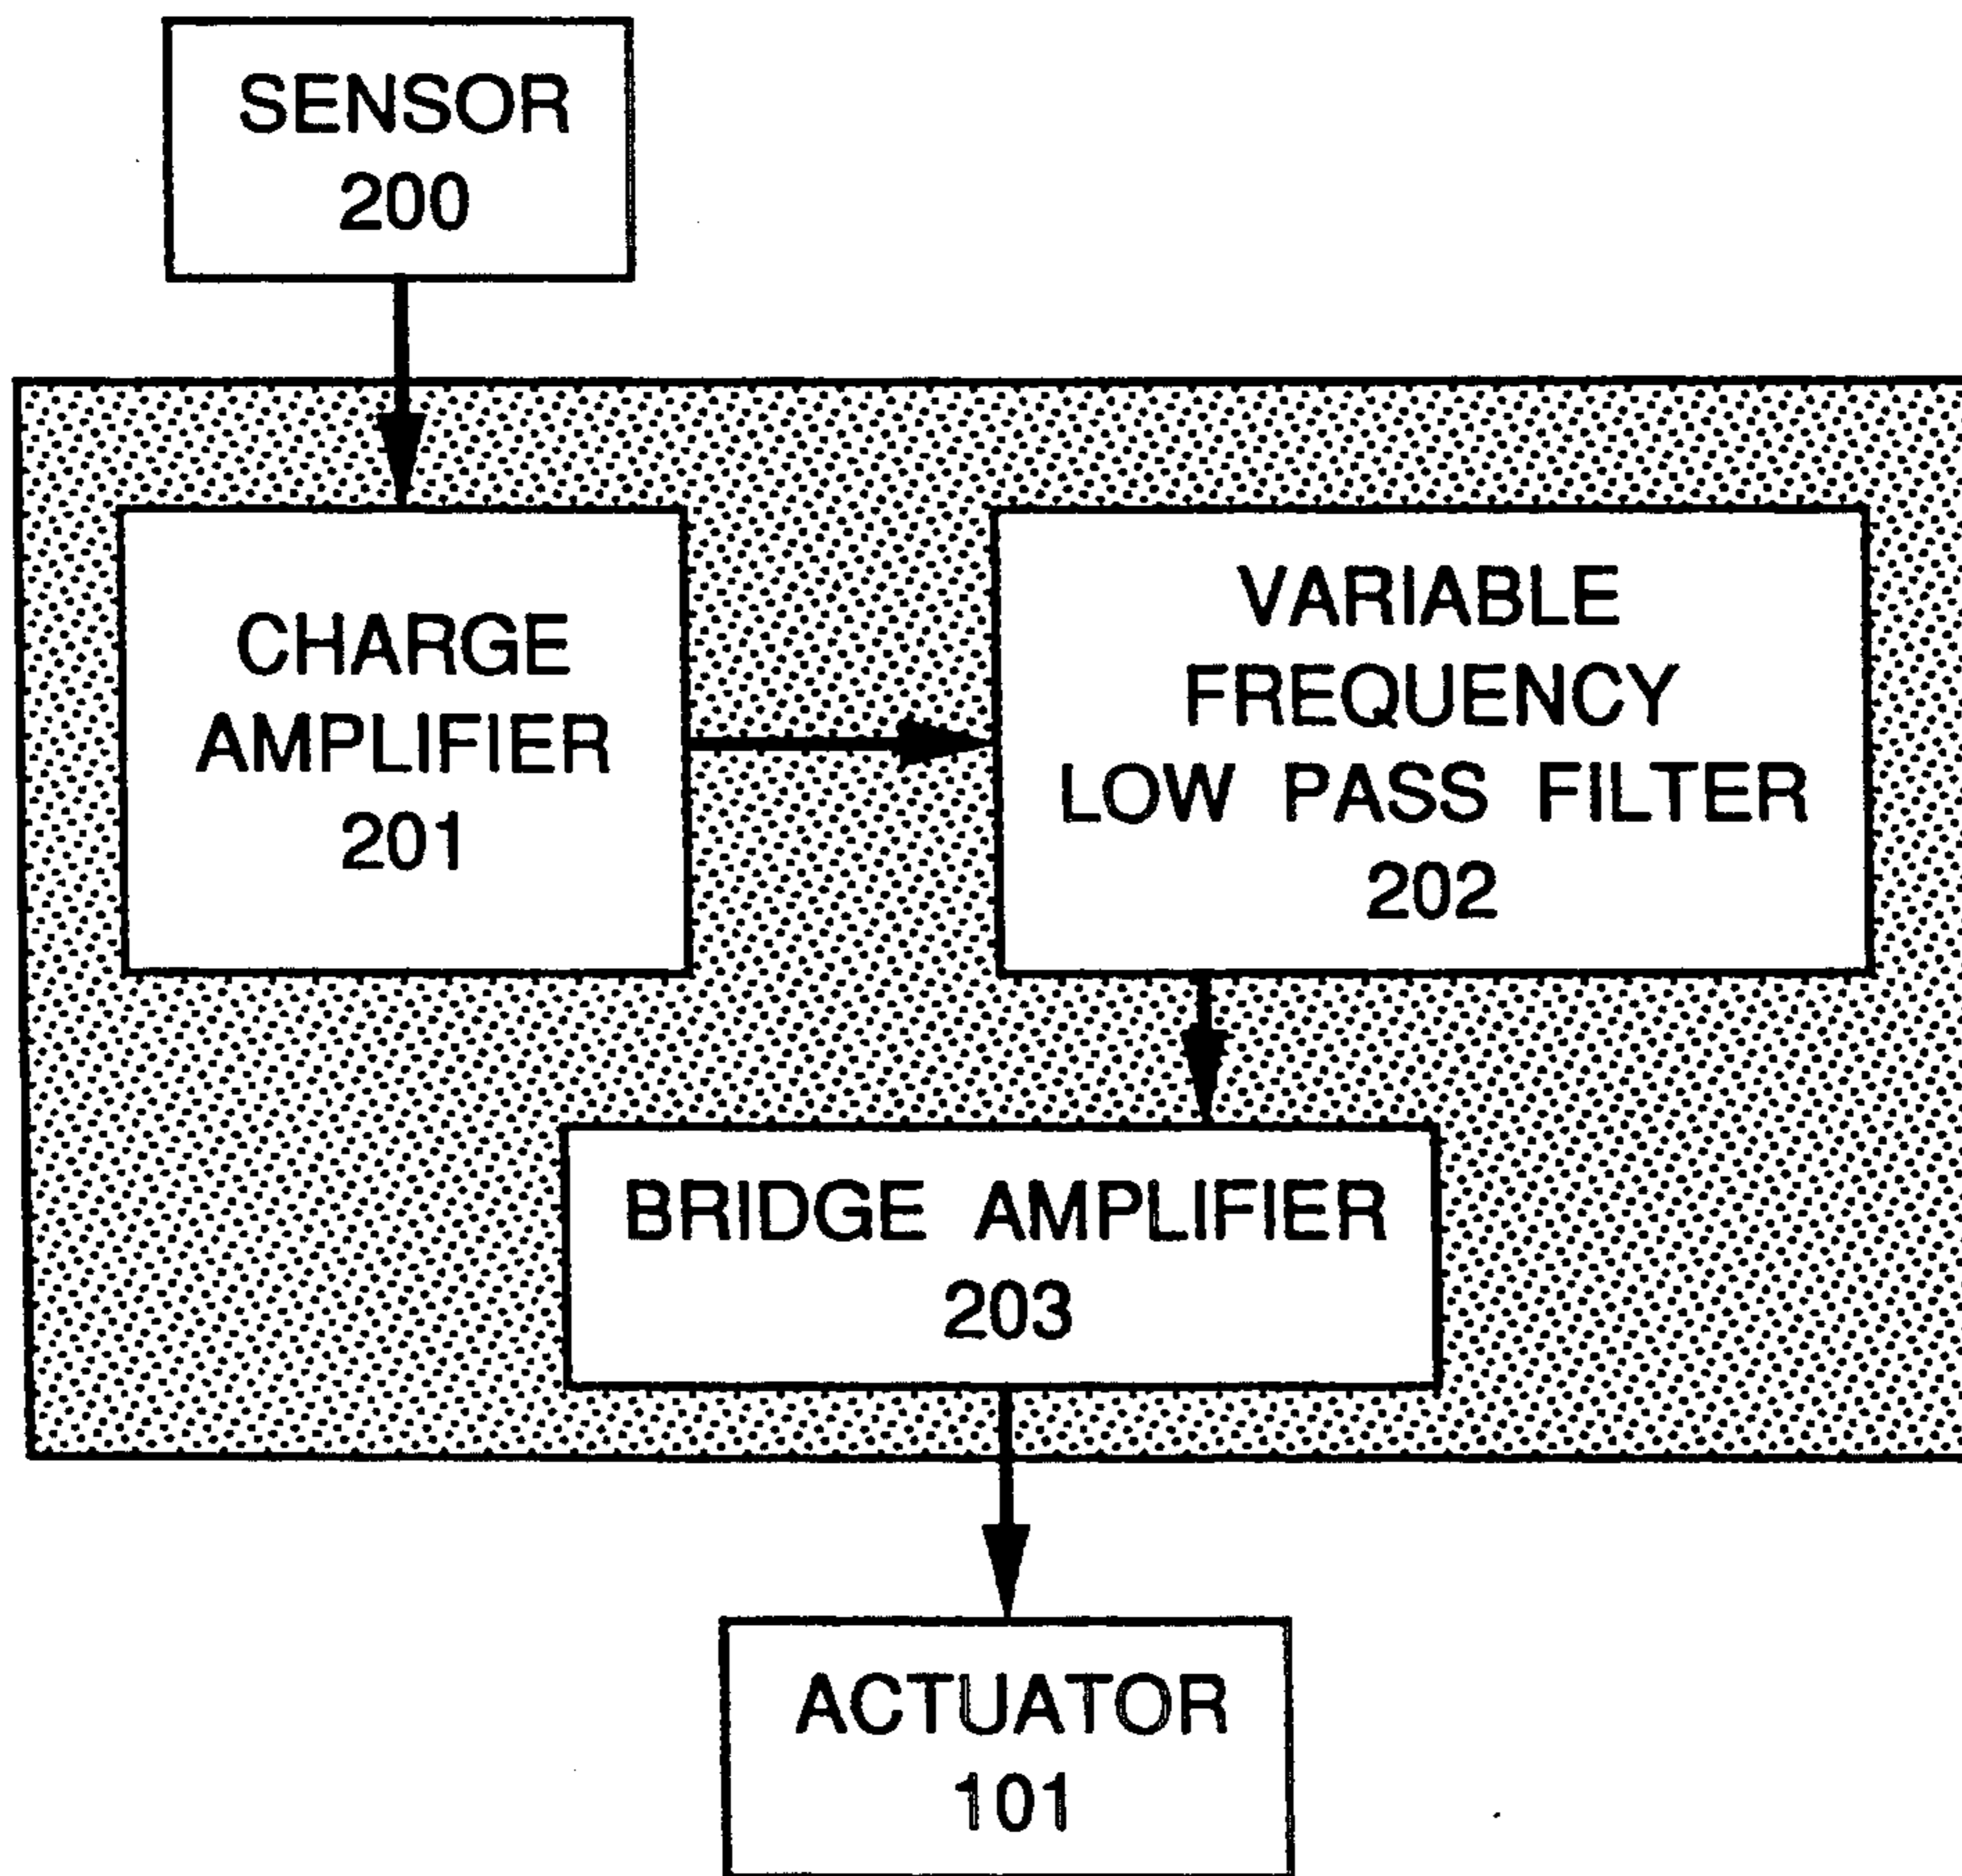 SENSOR
200
CHARGE
AMPLIFIER
201
VARIABLE
FREQUENCY
LOW PASS FILTER
202
BRIDGE AMPLIFIER
203
ACTUATOR
101